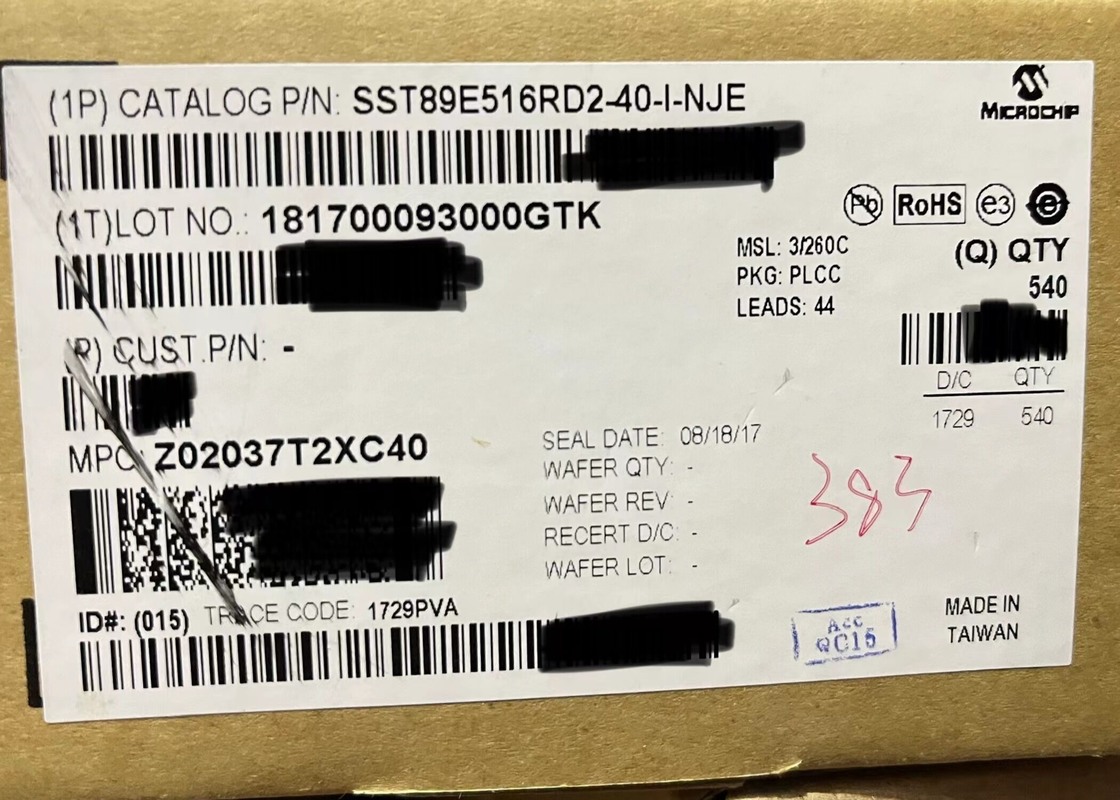 (1P) CATALOG P/N: SST89E516RD2-40-I-NJE
MICROCHIP
(1T)LOT NO.: 181700093000GTK
Pb RoHS e3 e
MSL: 3/260C
PKG: PLCC
LEADS: 44
(Q) QTY
540
(P) CUST.P/N: -
D/C QTY
1729 540
MPC: Z02037T2XC40
SEAL DATE: 08/18/17
WAFER QTY: -
WAFER REV: -
RECERT D/C: -
WAFER LOT: -
383
ID#: (015) TRACE CODE: 1729PVA
Acc
QC15
MADE IN
TAIWAN